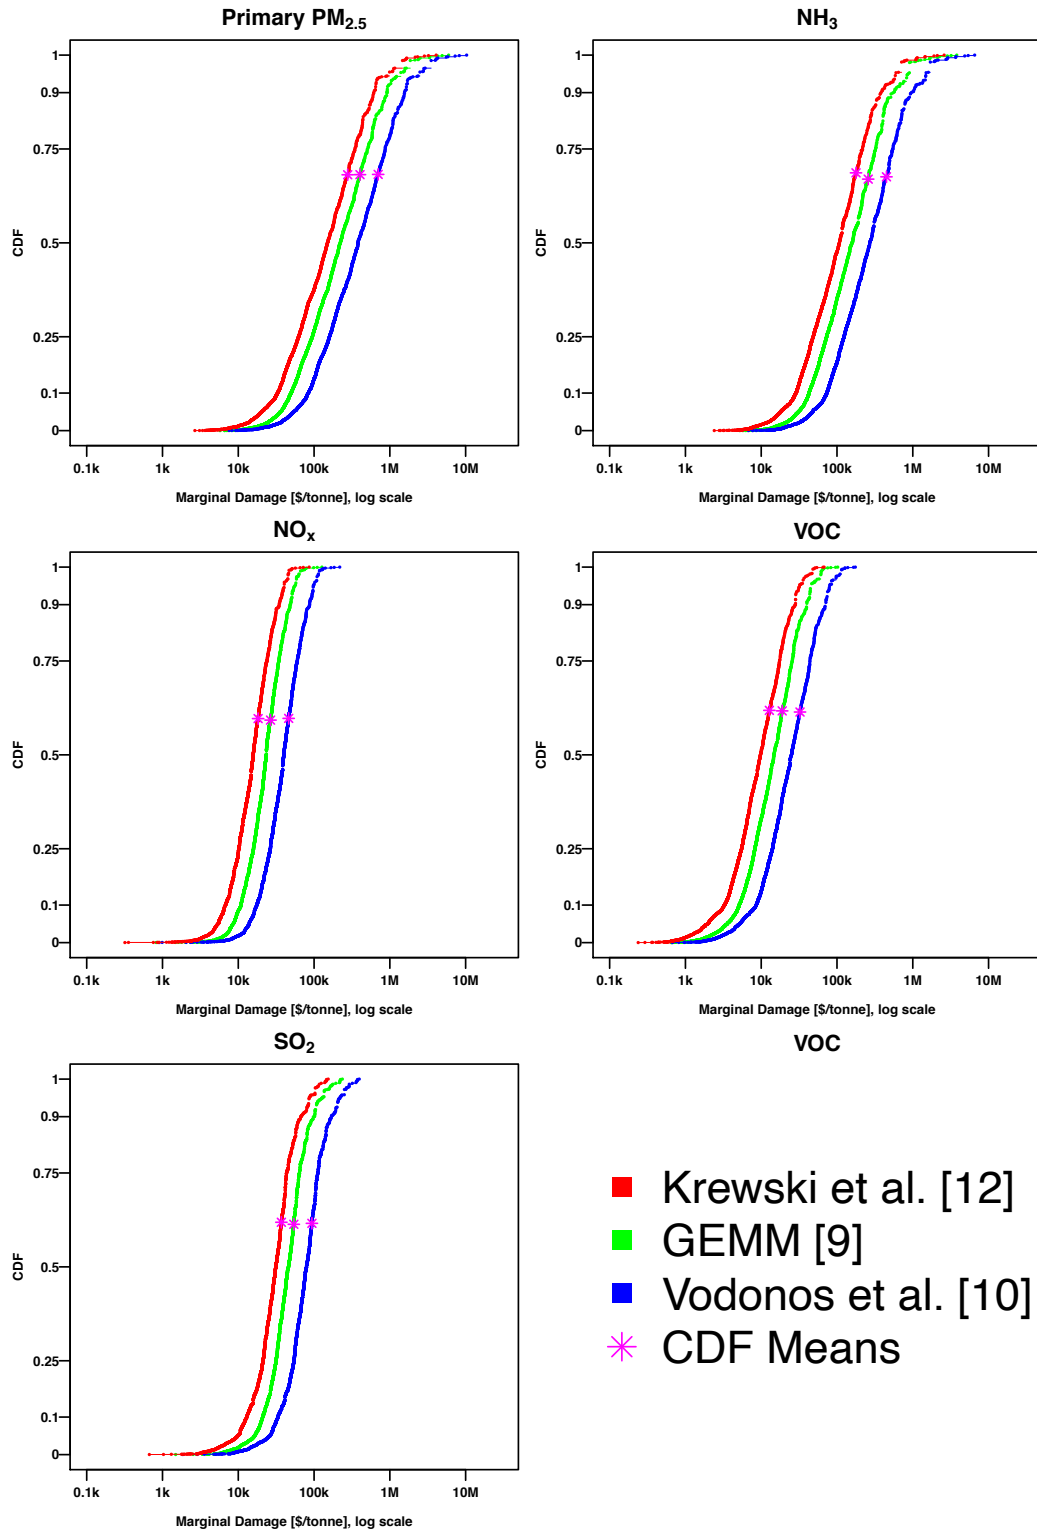 Primary PM2.5
1
0.9
0.75
0.5
0.25
0.1
0
CDF
0.1k 1k 10k 100k 1M 10M
Marginal Damage [$/tonne], log scale
NH3
1
0.9
0.75
0.5
0.25
0.1
0
CDF
0.1k 1k 10k 100k 1M 10M
Marginal Damage [$/tonne], log scale
NOx
1
0.9
0.75
0.5
0.25
0.1
0
CDF
0.1k 1k 10k 100k 1M 10M
Marginal Damage [$/tonne], log scale
VOC
1
0.9
0.75
0.5
0.25
0.1
0
CDF
0.1k 1k 10k 100k 1M 10M
Marginal Damage [$/tonne], log scale
SO2
1
0.9
0.75
0.5
0.25
0.1
0
CDF
0.1k 1k 10k 100k 1M 10M
Marginal Damage [$/tonne], log scale
VOC
Krewski et al. [12]
GEMM [9]
Vodonos et al. [10]
CDF Means